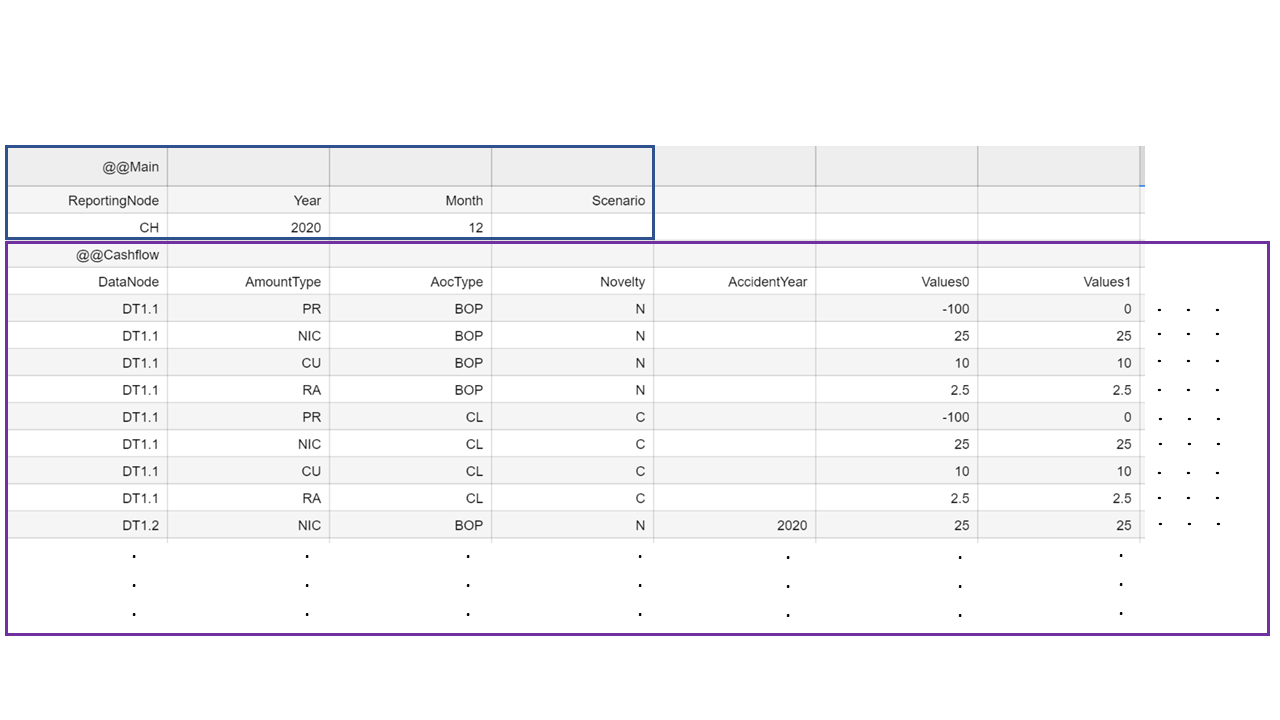 @@Main
ReportingNode Year Month Scenario
CH 2020 12
@@Cashflow
DataNode AmountType AocType Novelty AccidentYear Values0 Values1
DT1.1 PR BOP N -100 0 . . .
DT1.1 NIC BOP N 25 25 . . .
DT1.1 CU BOP N 10 10 . . .
DT1.1 RA BOP N 2.5 2.5 . . .
DT1.1 PR CL C -100 0 . . .
DT1.1 NIC CL C 25 25 . . .
DT1.1 CU CL C 10 10 . . .
DT1.1 RA CL C 2.5 2.5 . . .
DT1.2 NIC BOP N 2020 25 25 . . .
. . . . . . .
. . . . . . .
. . . . . . .